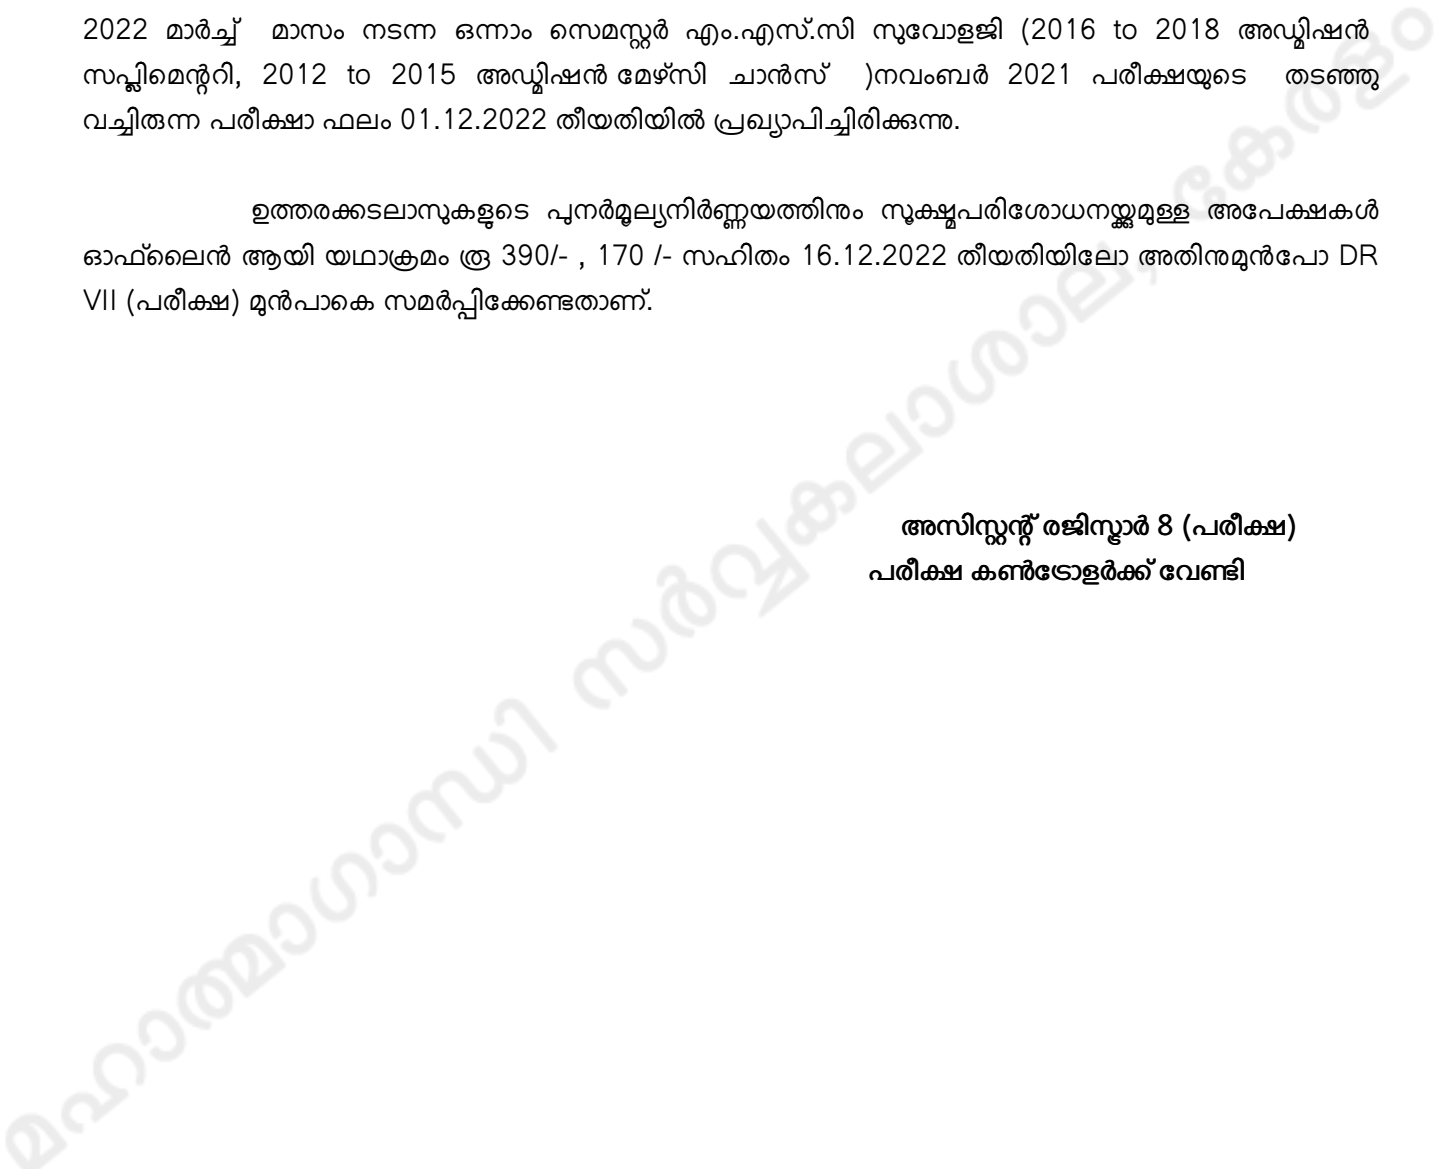 2022 മാർച്ച് മാസം നടന്ന ഒന്നാം സെമസ്റ്റർ എം.എസ്.സി സുവോളജി (2016 to 2018 അഡ്മിഷൻ
സപ്ലിമെന്ററി, 2012 to 2015 അഡ്മിഷൻ മേഴ്‌സി ചാൻസ് )നവംബർ 2021 പരീക്ഷയുടെ തടഞ്ഞു
വച്ചിരുന്ന പരീക്ഷാ ഫലം 01.12.2022 തീയതിയിൽ പ്രഖ്യാപിച്ചിരിക്കുന്നു.
ഉത്തരക്കടലാസുകളുടെ പുനർമൂല്യനിർണ്ണയത്തിനും സൂക്ഷ്മപരിശോധനയ്ക്കുമുള്ള അപേക്ഷകൾ
ഓഫ്‌ലൈൻ ആയി യഥാക്രമം രൂ 390/- , 170 /- സഹിതം 16.12.2022 തീയതിയിലോ അതിനുമുൻപോ DR
VII (പരീക്ഷ) മുൻപാകെ സമർപ്പിക്കേണ്ടതാണ്.
അസിസ്റ്റന്റ് രജിസ്ട്രാർ 8 (പരീക്ഷ)
പരീക്ഷ കൺട്രോളർക്ക് വേണ്ടി
മഹാത്മാഗാന്ധി സർവ്വകലാശാല, കേരളം